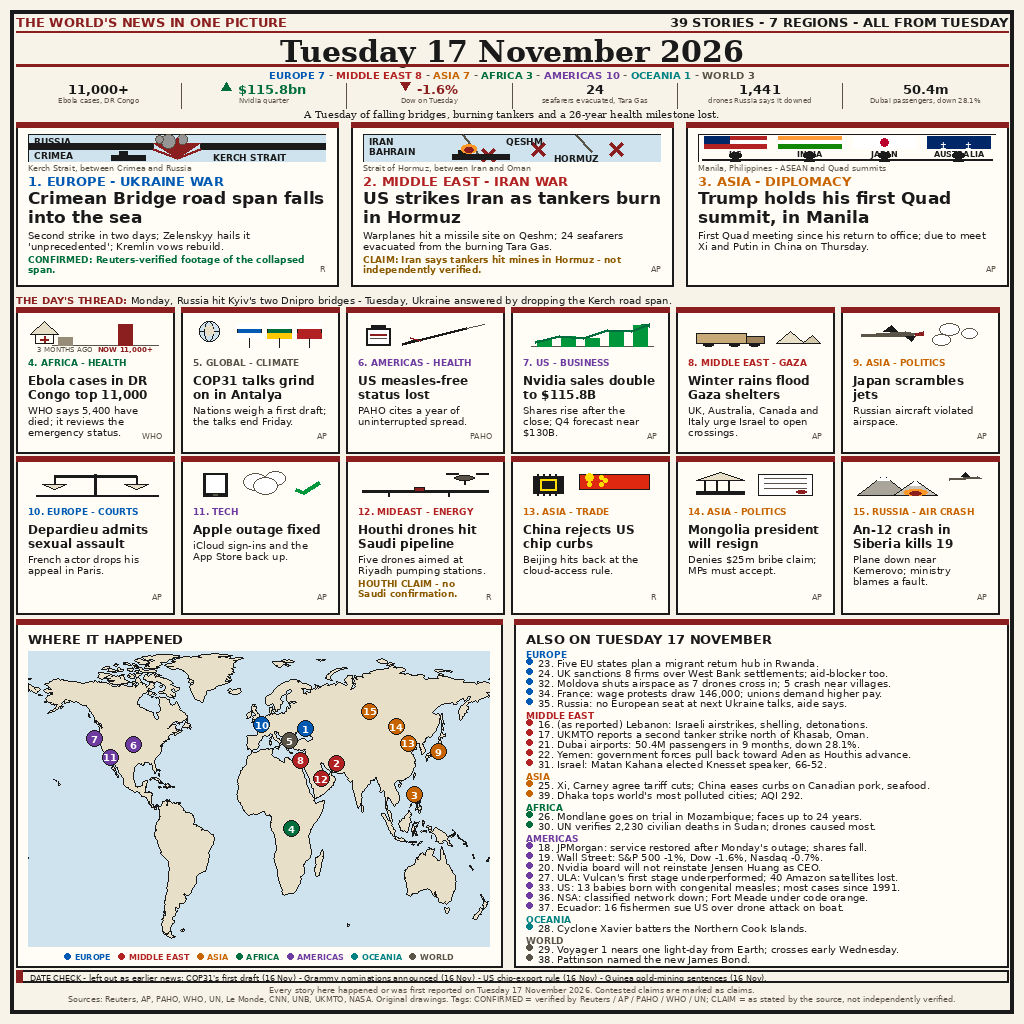 THE WORLD'S NEWS IN ONE PICTURE
39 STORIES - 7 REGIONS - ALL FROM TUESDAY
Tuesday 17 November 2026
EUROPE 7 - MIDDLE EAST 8 - ASIA 7 - AFRICA 3 - AMERICAS 10 - OCEANIA 1 - WORLD 3
11,000+
Ebola cases, DR Congo
$115.8bn
Nvidia quarter
-1.6%
Dow on Tuesday
24
seafarers evacuated, Tara Gas
1,441
drones Russia says it downed
50.4m
Dubai passengers, down 28.1%
A Tuesday of falling bridges, burning tankers and a 26-year health milestone lost.
RUSSIA
CRIMEA
KERCH STRAIT
Kerch Strait, between Crimea and Russia
1. EUROPE - UKRAINE WAR
Crimean Bridge road span falls
into the sea
Second strike in two days; Zelenskyy hails it
'unprecedented'; Kremlin vows rebuild.
CONFIRMED: Reuters-verified footage of the collapsed
span.
R
IRAN
BAHRAIN
QESHM
HORMUZ
Strait of Hormuz, between Iran and Oman
2. MIDDLE EAST - IRAN WAR
US strikes Iran as tankers burn
in Hormuz
Warplanes hit a missile site on Qeshm; 24 seafarers
evacuated from the burning Tara Gas.
CLAIM: Iran says tankers hit mines in Hormuz - not
independently verified.
AP
US
INDIA
JAPAN
AUSTRALIA
Manila, Philippines - ASEAN and Quad summits
3. ASIA - DIPLOMACY
Trump holds his first Quad
summit, in Manila
First Quad meeting since his return to office; due to meet
Xi and Putin in China on Thursday.
AP
THE DAY'S THREAD: Monday, Russia hit Kyiv's two Dnipro bridges - Tuesday, Ukraine answered by dropping the Kerch road span.
3 MONTHS AGO NOW 11,000+
4. AFRICA - HEALTH
Ebola cases in DR
Congo top 11,000
WHO says 5,400 have
died; it reviews the
emergency status.
WHO
5. GLOBAL - CLIMATE
COP31 talks grind
on in Antalya
Nations weigh a first draft;
the talks end Friday.
AP
6. AMERICAS - HEALTH
US measles-free
status lost
PAHO cites a year of
uninterrupted spread.
PAHO
7. US - BUSINESS
Nvidia sales double
to $115.8B
Shares rise after the
close; Q4 forecast near
$130B.
AP
8. MIDDLE EAST - GAZA
Winter rains flood
Gaza shelters
UK, Australia, Canada and
Italy urge Israel to open
crossings.
AP
9. ASIA - POLITICS
Japan scrambles
jets
Russian aircraft violated
airspace.
AP
10. EUROPE - COURTS
Depardieu admits
sexual assault
French actor drops his
appeal in Paris.
AP
11. TECH
Apple outage fixed
iCloud sign-ins and the
App Store back up.
AP
12. MIDEAST - ENERGY
Houthi drones hit
Saudi pipeline
Five drones aimed at
Riyadh pumping stations.
HOUTHI CLAIM - no
Saudi confirmation.
R
13. ASIA - TRADE
China rejects US
chip curbs
Beijing hits back at the
cloud-access rule.
R
14. ASIA - POLITICS
Mongolia president
will resign
Denies $25m bribe claim;
MPs must accept.
AP
15. RUSSIA - AIR CRASH
An-12 crash in
Siberia kills 19
Plane down near
Kemerovo; ministry
blames a fault.
AP
WHERE IT HAPPENED
15
14
10
1
7
6
5
13
9
11
8
2
12
3
4
EUROPE MIDDLE EAST ASIA AFRICA AMERICAS OCEANIA WORLD
ALSO ON TUESDAY 17 NOVEMBER
EUROPE
23. Five EU states plan a migrant return hub in Rwanda.
24. UK sanctions 8 firms over West Bank settlements; aid-blocker too.
32. Moldova shuts airspace as 7 drones cross in; 5 crash near villages.
34. France: wage protests draw 146,000; unions demand higher pay.
35. Russia: no European seat at next Ukraine talks, aide says.
MIDDLE EAST
16. (as reported) Lebanon: Israeli airstrikes, shelling, detonations.
17. UKMTO reports a second tanker strike north of Khasab, Oman.
21. Dubai airports: 50.4M passengers in 9 months, down 28.1%.
22. Yemen: government forces pull back toward Aden as Houthis advance.
31. Israel: Matan Kahana elected Knesset speaker, 66-52.
ASIA
25. Xi, Carney agree tariff cuts; China eases curbs on Canadian pork, seafood.
39. Dhaka tops world's most polluted cities; AQI 292.
AFRICA
26. Mondlane goes on trial in Mozambique; faces up to 24 years.
30. UN verifies 2,230 civilian deaths in Sudan; drones caused most.
AMERICAS
18. JPMorgan: service restored after Monday's outage; shares fall.
19. Wall Street: S&P 500 -1%, Dow -1.6%, Nasdaq -0.7%.
20. Nvidia board will not reinstate Jensen Huang as CEO.
27. ULA: Vulcan's first stage underperformed; 40 Amazon satellites lost.
33. US: 13 babies born with congenital measles; most cases since 1991.
36. NSA: classified network down; Fort Meade under code orange.
37. Ecuador: 16 fishermen sue US over drone attack on boat.
OCEANIA
28. Cyclone Xavier batters the Northern Cook Islands.
WORLD
29. Voyager 1 nears one light-day from Earth; crosses early Wednesday.
38. Pattinson named the new James Bond.
DATE CHECK - left out as earlier news: COP31's first draft (16 Nov) - Grammy nominations announced (16 Nov) - US chip-export rule (16 Nov) - Guinea gold-mining sentences (16 Nov).
Every story here happened or was first reported on Tuesday 17 November 2026. Contested claims are marked as claims.
Sources: Reuters, AP, PAHO, WHO, UN, Le Monde, CNN, UNB, UKMTO, NASA. Original drawings. Tags: CONFIRMED = verified by Reuters / AP / PAHO / WHO / UN; CLAIM = as stated by the source, not independently verified.